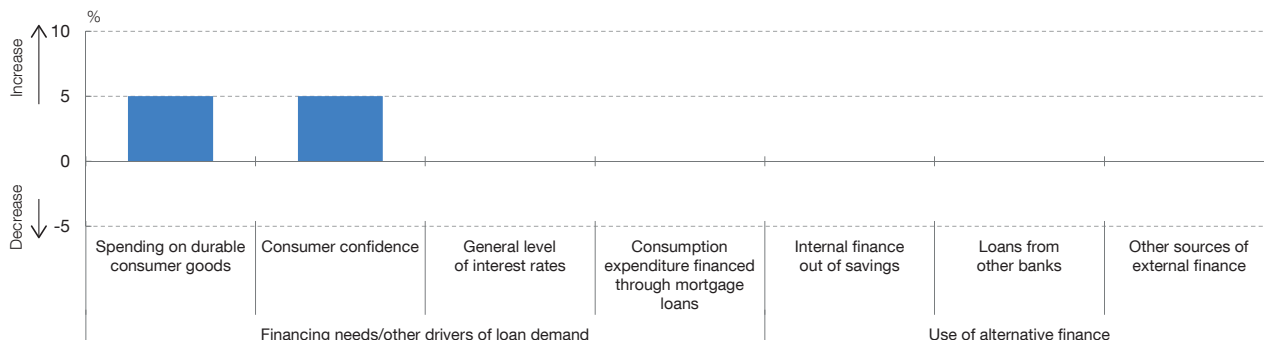 %
Increase
10
5
0
Decrease
-5
Spending on durable
consumer goods
Consumer confidence
General level
of interest rates
Consumption
expenditure financed
through mortgage
loans
Internal finance
out of savings
Loans from
other banks
Other sources of
external finance
Financing needs/other drivers of loan demand
Use of alternative finance